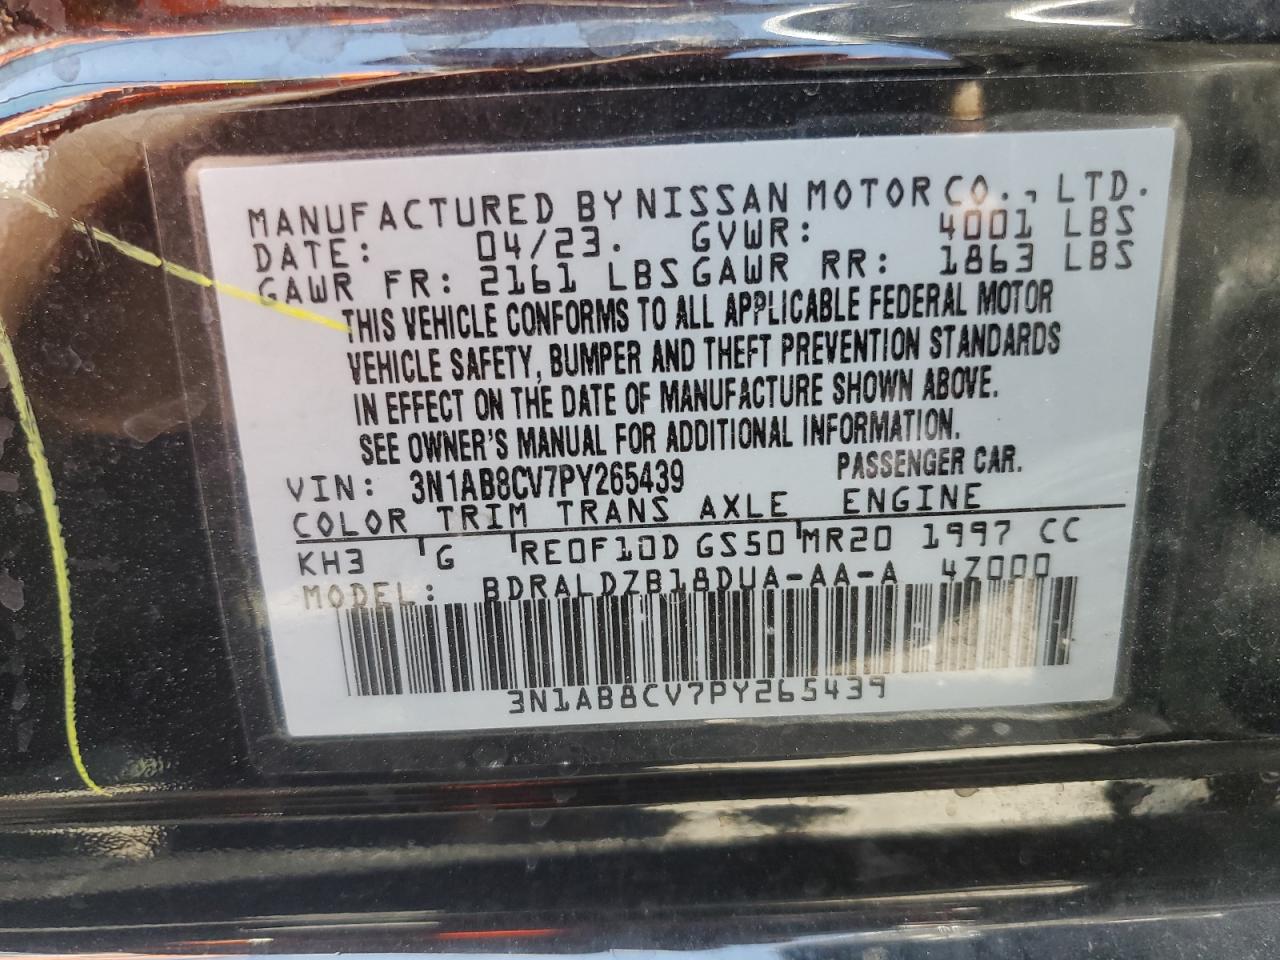 MANUFACTURED BY NISSAN MOTOR CO., LTD.
DATE: 04/23. GVWR: 4001 LBS
GAWR FR: 2161 LBS GAWR RR: 1863 LBS
THIS VEHICLE CONFORMS TO ALL APPLICABLE FEDERAL MOTOR
VEHICLE SAFETY, BUMPER AND THEFT PREVENTION STANDARDS
IN EFFECT ON THE DATE OF MANUFACTURE SHOWN ABOVE.
SEE OWNER'S MANUAL FOR ADDITIONAL INFORMATION.
VIN: 3N1AB8CV7PY265439 PASSENGER CAR.
COLOR TRIM TRANS AXLE ENGINE
KH3 G RE0F10D GS50 MR20 1997 CC
MODEL: BDRALDZB18DUA-AA-A 4Z000
3N1AB8CV7PY265439